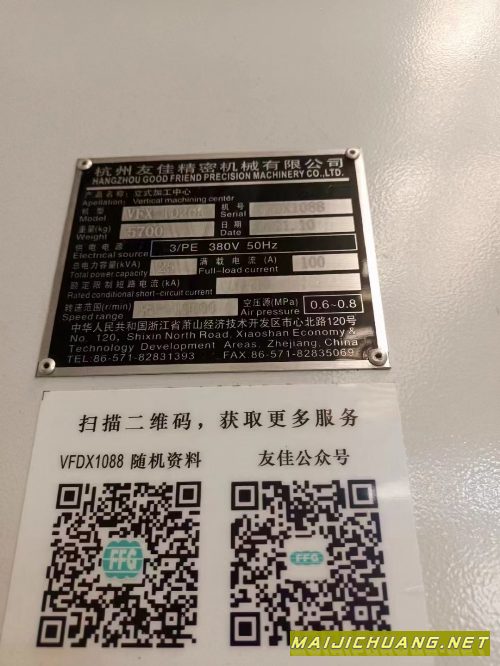 杭州友佳精密机械有限公司
HANGZHOU GOOD FRIEND PRECISION MACHINERY CO.,LTD.
产品名称: 立式加工中心
Apellation: Vertical machining center
机型 机号
Model Serial
重量(kg) 5700 日期
Weight Date
供电电源 3/PE 380V 50Hz
Electrical source
总电力容量(kVA) 满载电流(A) 100
Total power capacity Full-load current
额定限制短路电流(kA)
Rated conditional short-circuit current
转速范围(r/min) 空压源(MPa) 0.6~0.8
Speed range Air pressure
中华人民共和国浙江省萧山经济技术开发区市心北路120号
No. 120, Shixin North Road, Xiaoshan Economy &
Technology Development Areas, Zhejiang, China
TEL:86-571-82831393 FAX.86-571-82835069
扫描二维码，获取更多服务
VFDX1088 随机资料 友佳公众号
FFG FFG
MAIJICHUANG.NET